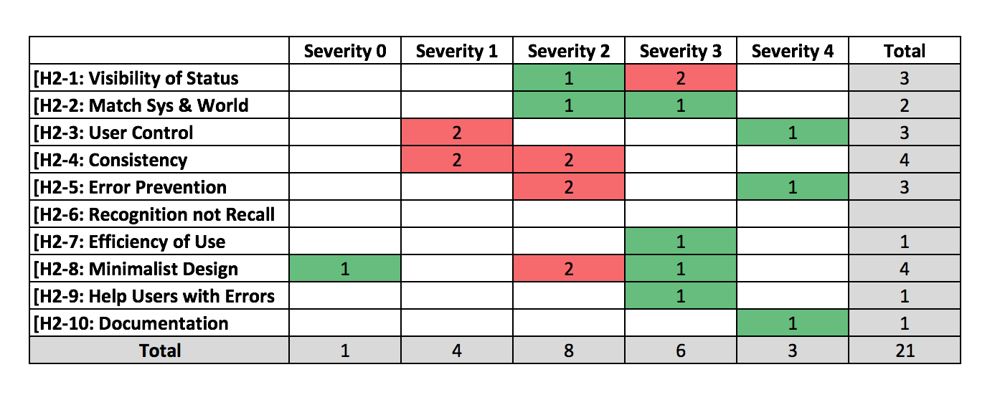 Severity 0 Severity 1 Severity 2 Severity 3 Severity 4 Total
[H2-1: Visibility of Status 1 2 3
[H2-2: Match Sys & World 1 1 2
[H2-3: User Control 2 1 3
[H2-4: Consistency 2 2 4
[H2-5: Error Prevention 2 1 3
[H2-6: Recognition not Recall
[H2-7: Efficiency of Use 1 1
[H2-8: Minimalist Design 1 2 1 4
[H2-9: Help Users with Errors 1 1
[H2-10: Documentation 1 1
Total 1 4 8 6 3 21